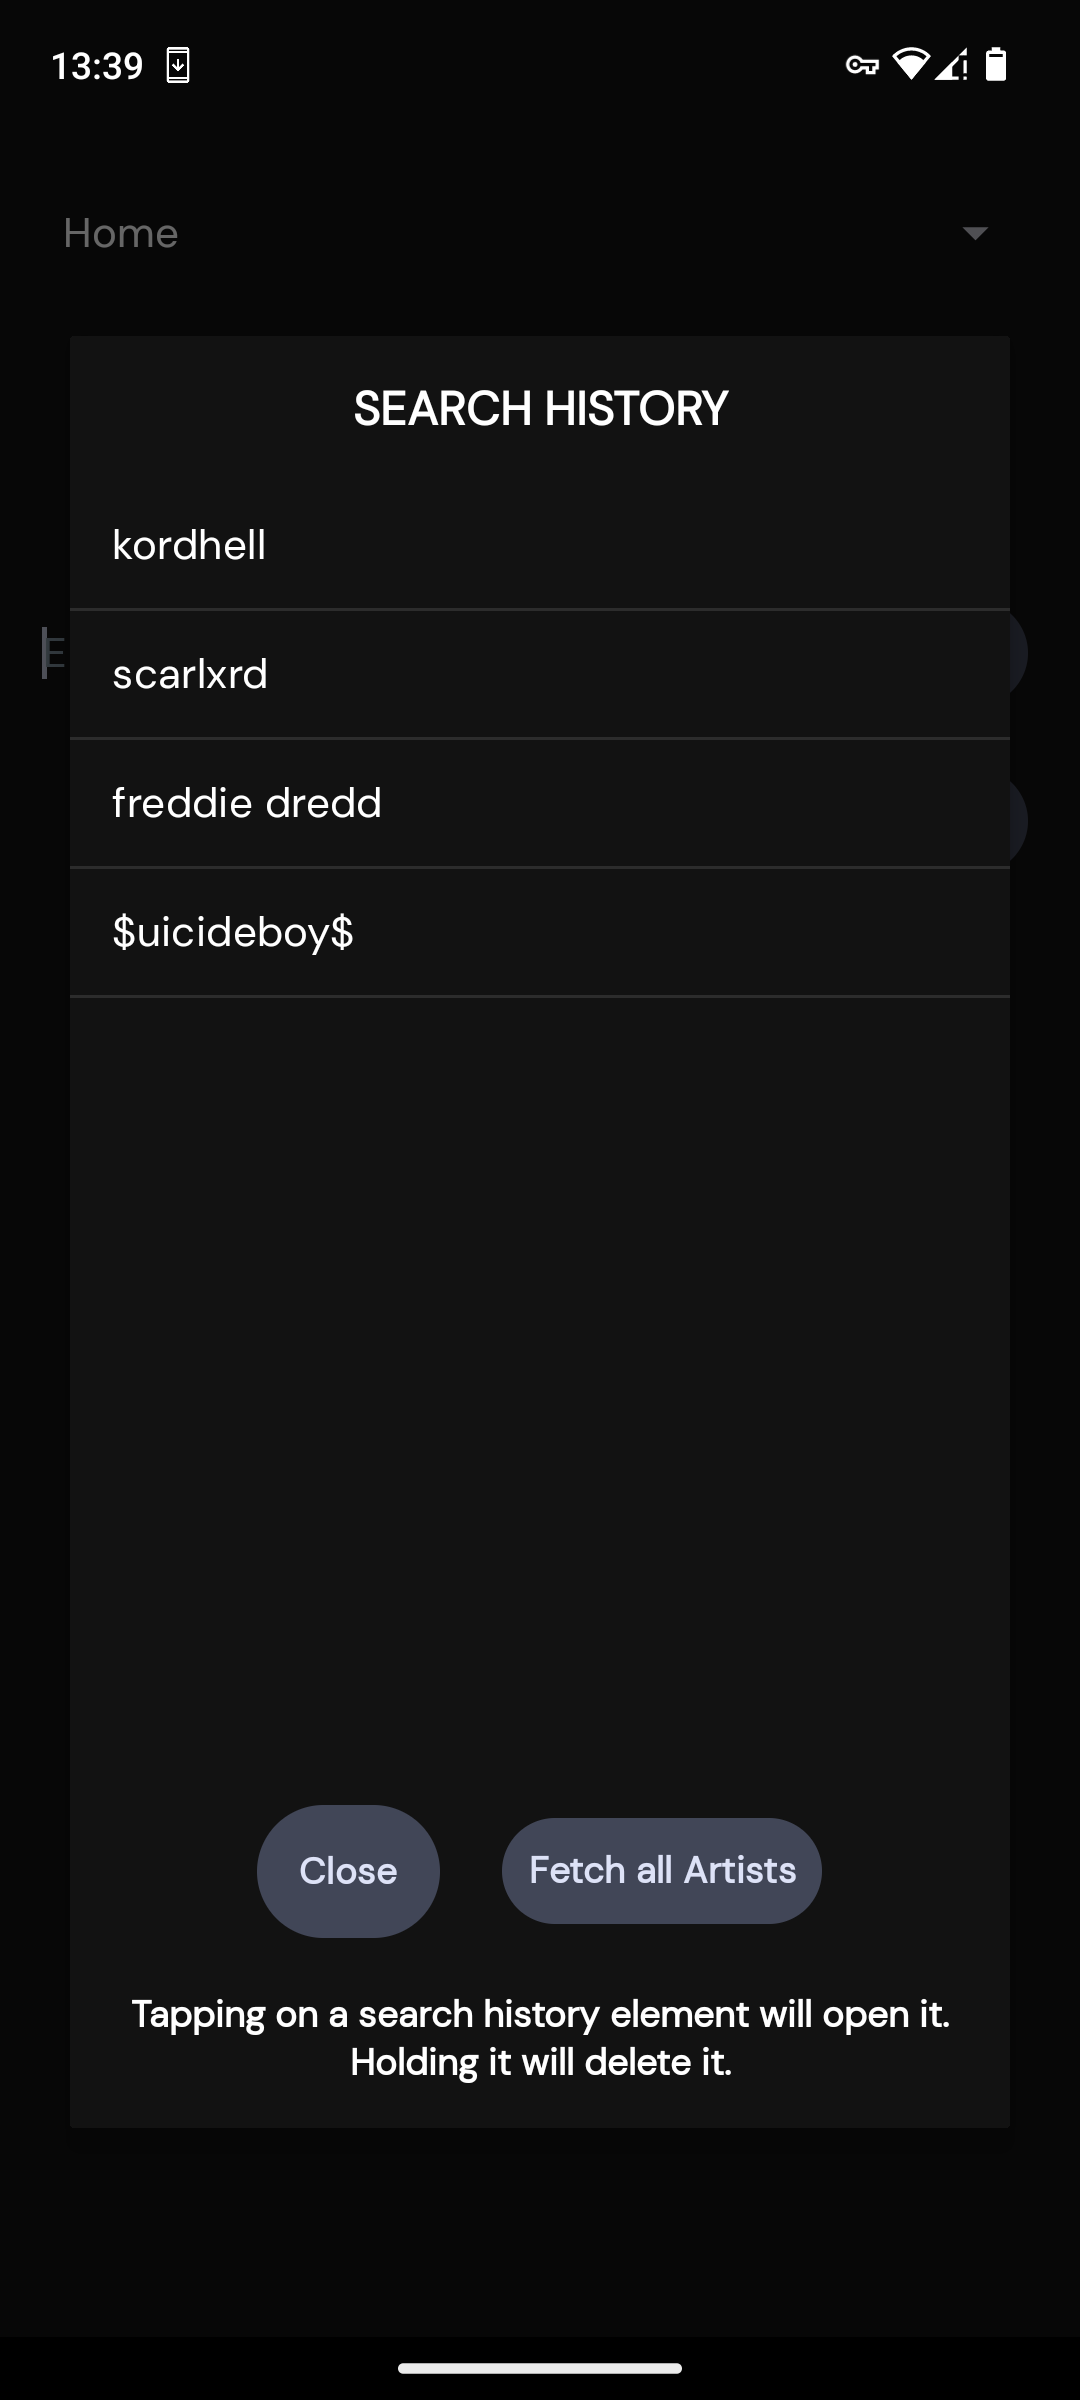 13:39
Home
SEARCH HISTORY
kordhell
E
scarlxrd
freddie dredd
$uicideboy$
Close
Fetch all Artists
Tapping on a search history element will open it.
Holding it will delete it.